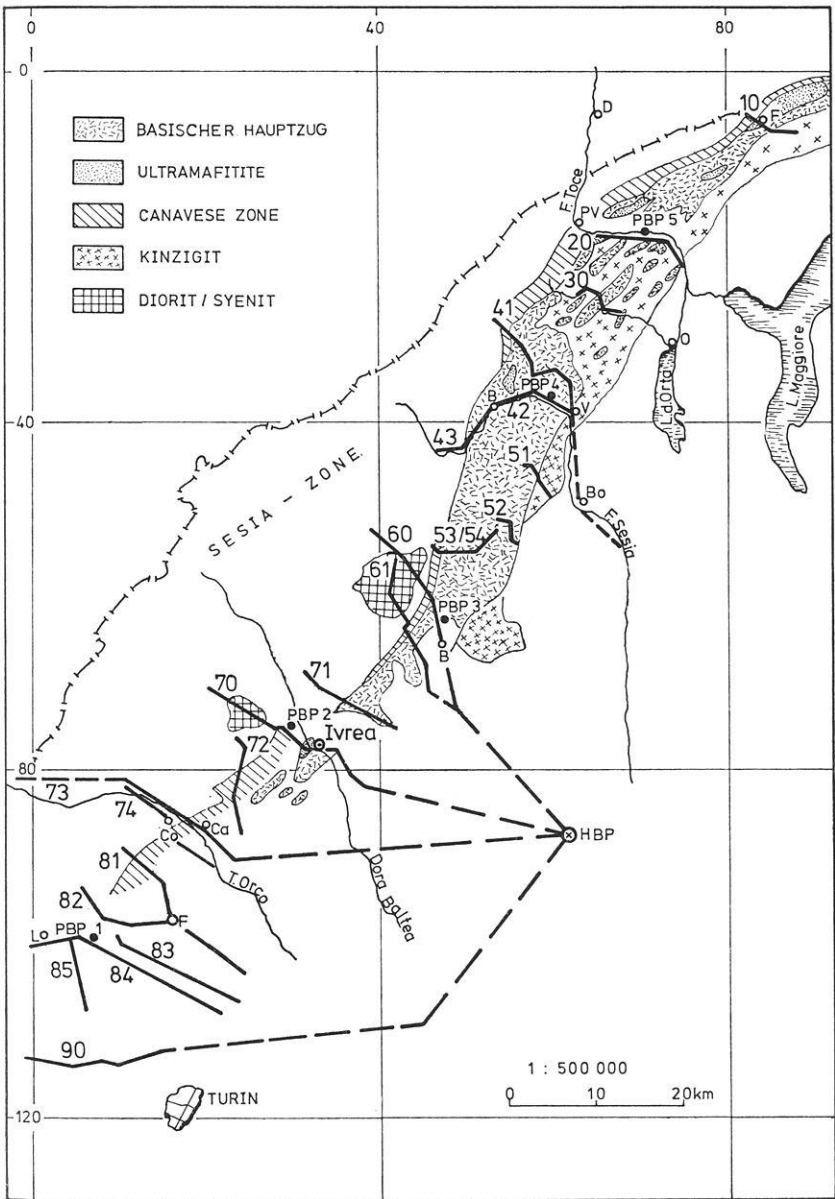 0
40
80
0
10
F
D
BASISCHER HAUPTZUG
ULTRAMAFITITE
F. Toce
CANAVESE ZONE
PV
PBP 5
20
KINZIGIT
30
DIORIT / SYENIT
41
O
L. Maggiore
L.d.Orta
PBP 4
B
42
V
40
43
51
SESIA - ZONE
Bo
52
F. Sesia
60
53/54
61
PBP 3
B
71
70
PBP 2
Ivrea
72
80
73
74
Ca
Co
HBP
81
T. Orco
Dora Baltea
82
F
L
PBP 1
83
85
84
90
1 : 500 000
0
10
20km
TURIN
120